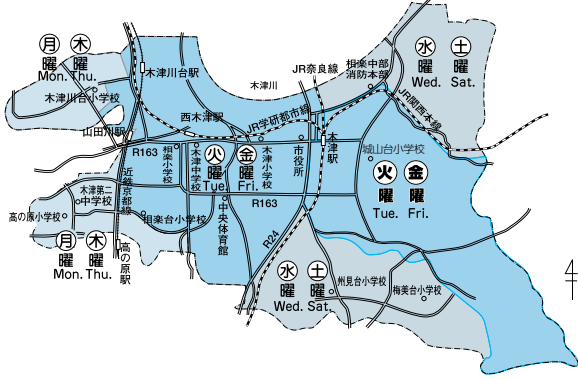 月曜
Mon.
木曜
Thu.
木津川台駅
木津川
JR奈良線
相楽中部
消防本部
水曜
Wed.
土曜
Sat.
木津川台小学校
山田川駅
西木津駅
JR学研都市線
JR関西本線
R163
相楽小学校
木津中学校
火曜
Tue.
金曜
Fri.
木津小学校
市役所
木津駅
城山台小学校
火曜
Tue.
金曜
Fri.
近鉄京都線
木津第二
中学校
高の原小学校
相楽台小学校
中央体育館
R163
月曜
Mon.
木曜
Thu.
高の原駅
R24
水曜
Wed.
土曜
Sat.
州見台小学校
梅美台小学校
4